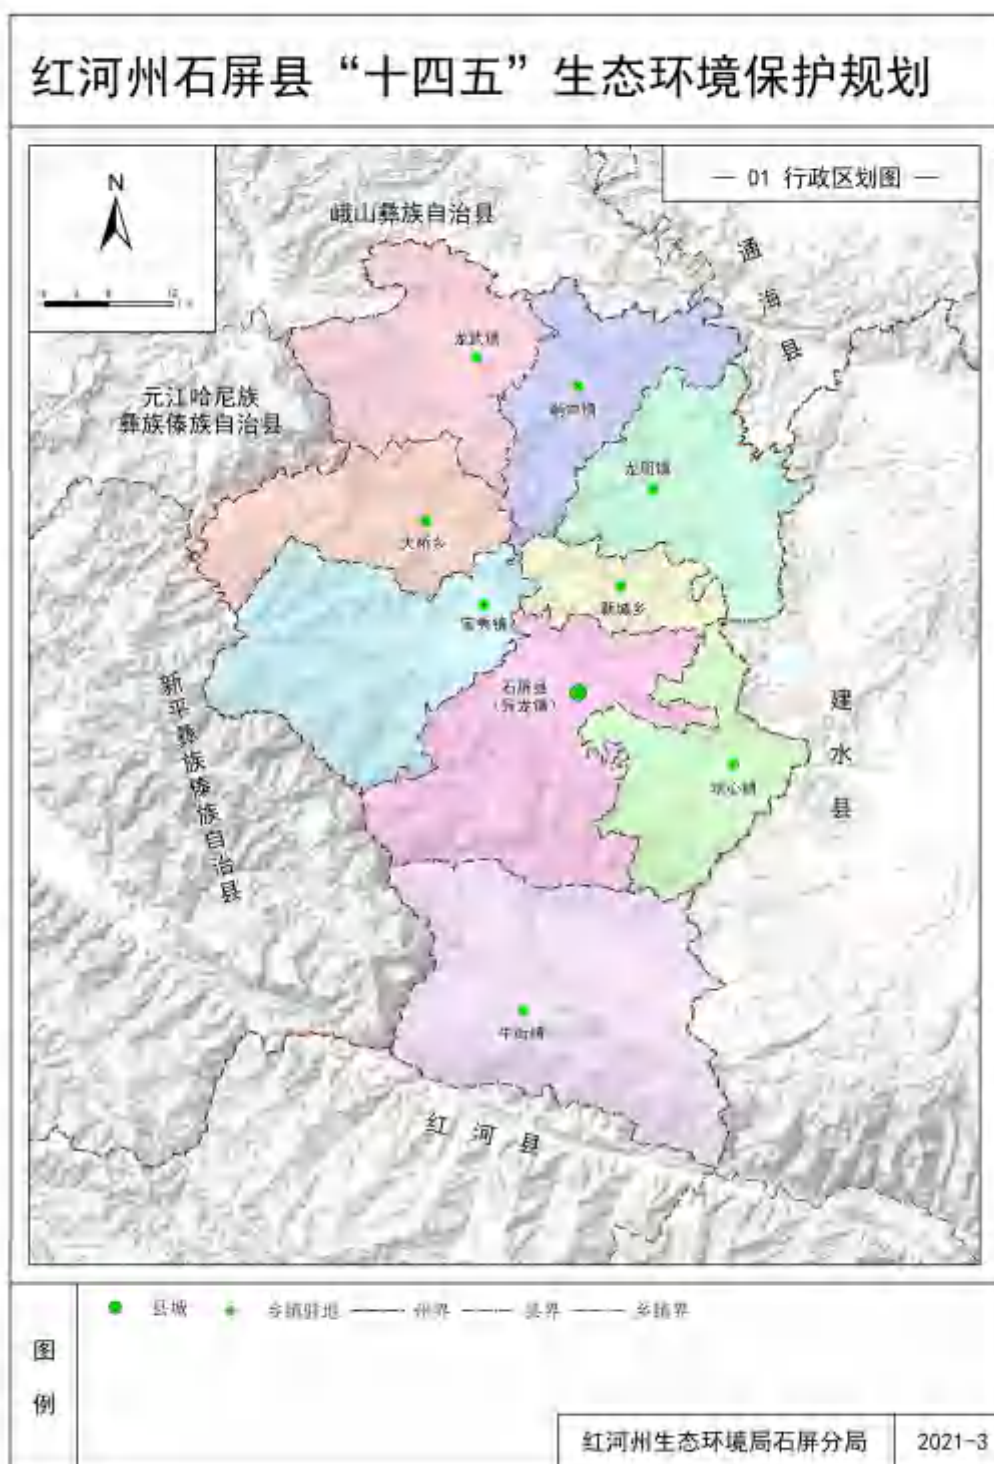 红河州石屏县“十四五”生态环境保护规划
— 01 行政区划图 —
N
峨山彝族自治县
通海县
龙武镇
元江哈尼族
彝族傣族自治县
哨冲镇
龙朋镇
大桥乡
宝秀镇
新城乡
石屏县
（异龙镇）
新平彝族傣族自治县
建水县
坝心镇
牛街镇
红河县
图例
县城
乡镇驻地
州界
县界
乡镇界
红河州生态环境局石屏分局
2021-3